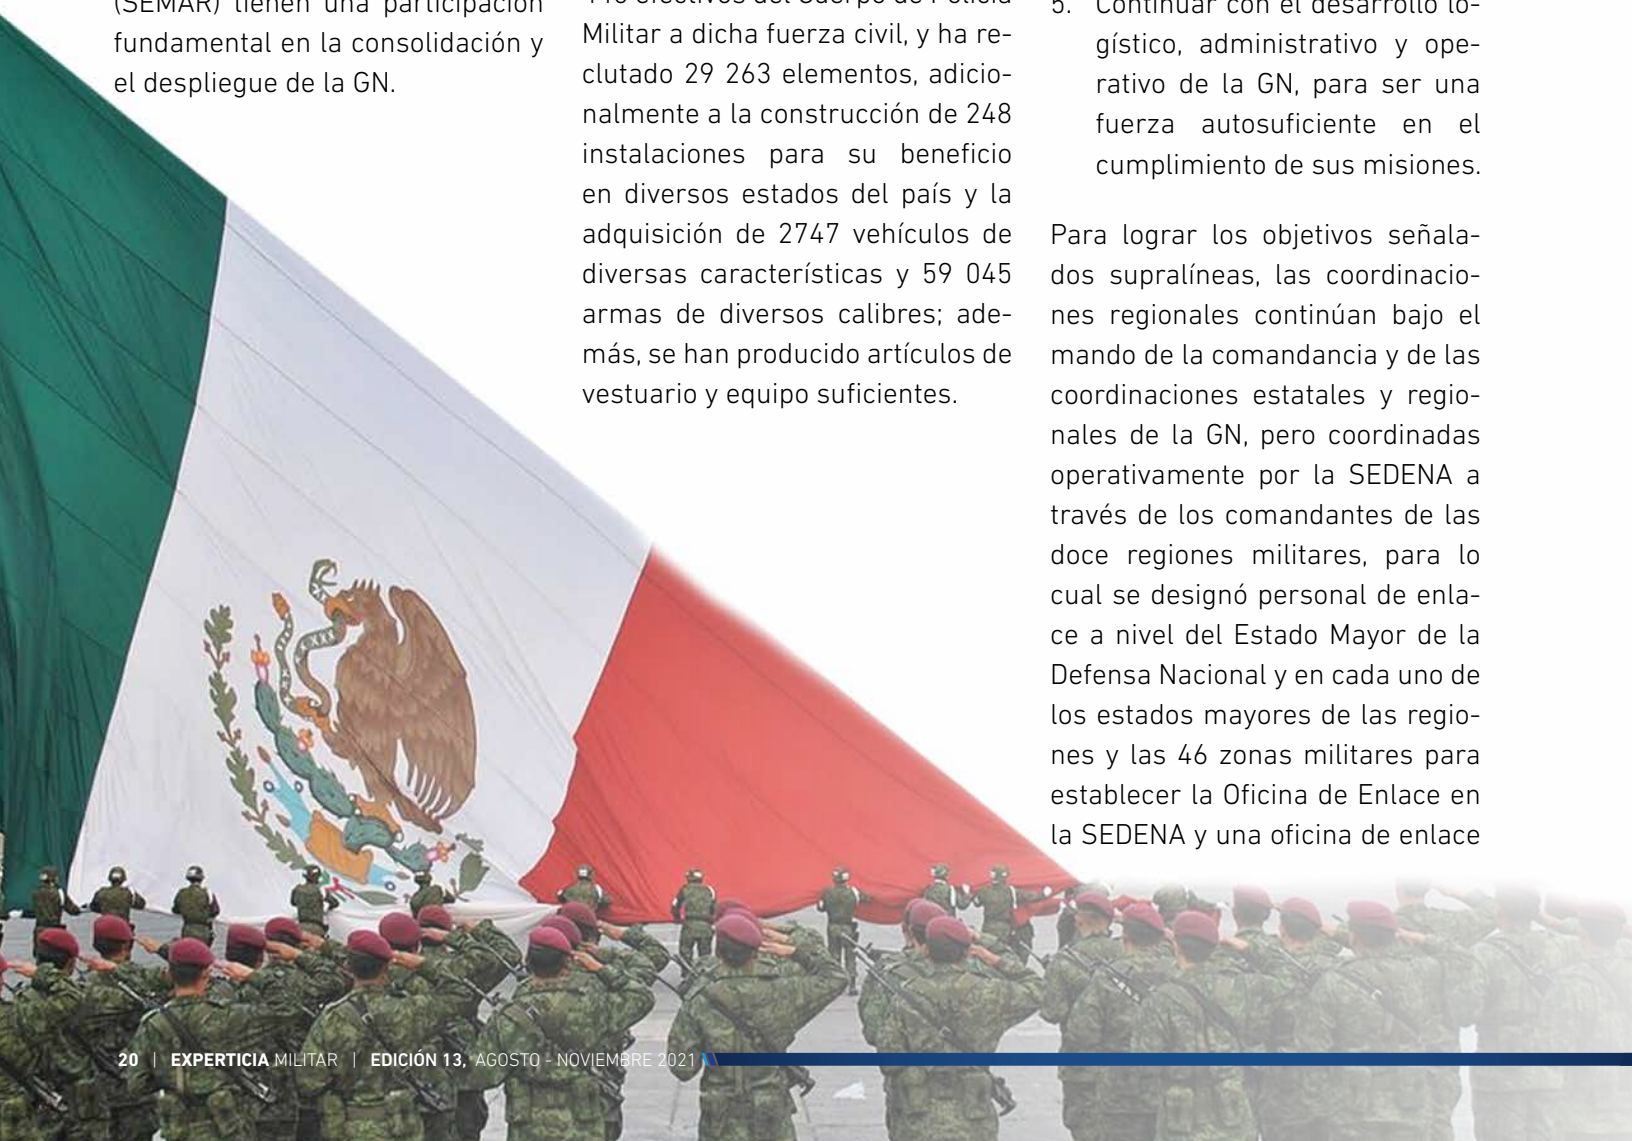 (SEMAR) tienen una participación
fundamental en la consolidación y
el despliegue de la GN.
efectivos del Cuerpo de Policía
Militar a dicha fuerza civil, y ha re-
clutado 29 263 elementos, adicio-
nalmente a la construcción de 248
instalaciones para su beneficio
en diversos estados del país y la
adquisición de 2747 vehículos de
diversas características y 59 045
armas de diversos calibres; ade-
más, se han producido artículos de
vestuario y equipo suficientes.
5. Continuar con el desarrollo lo-
gístico, administrativo y ope-
rativo de la GN, para ser una
fuerza autosuficiente en el
cumplimiento de sus misiones.
Para lograr los objetivos señala-
dos supralíneas, las coordinacio-
nes regionales continúan bajo el
mando de la comandancia y de las
coordinaciones estatales y regio-
nales de la GN, pero coordinadas
operativamente por la SEDENA a
través de los comandantes de las
doce regiones militares, para lo
cual se designó personal de enla-
ce a nivel del Estado Mayor de la
Defensa Nacional y en cada uno de
los estados mayores de las regio-
nes y las 46 zonas militares para
establecer la Oficina de Enlace en
la SEDENA y una oficina de enlace
20 | EXPERTICIA MILITAR | EDICIÓN 13, AGOSTO - NOVIEMBRE 2021